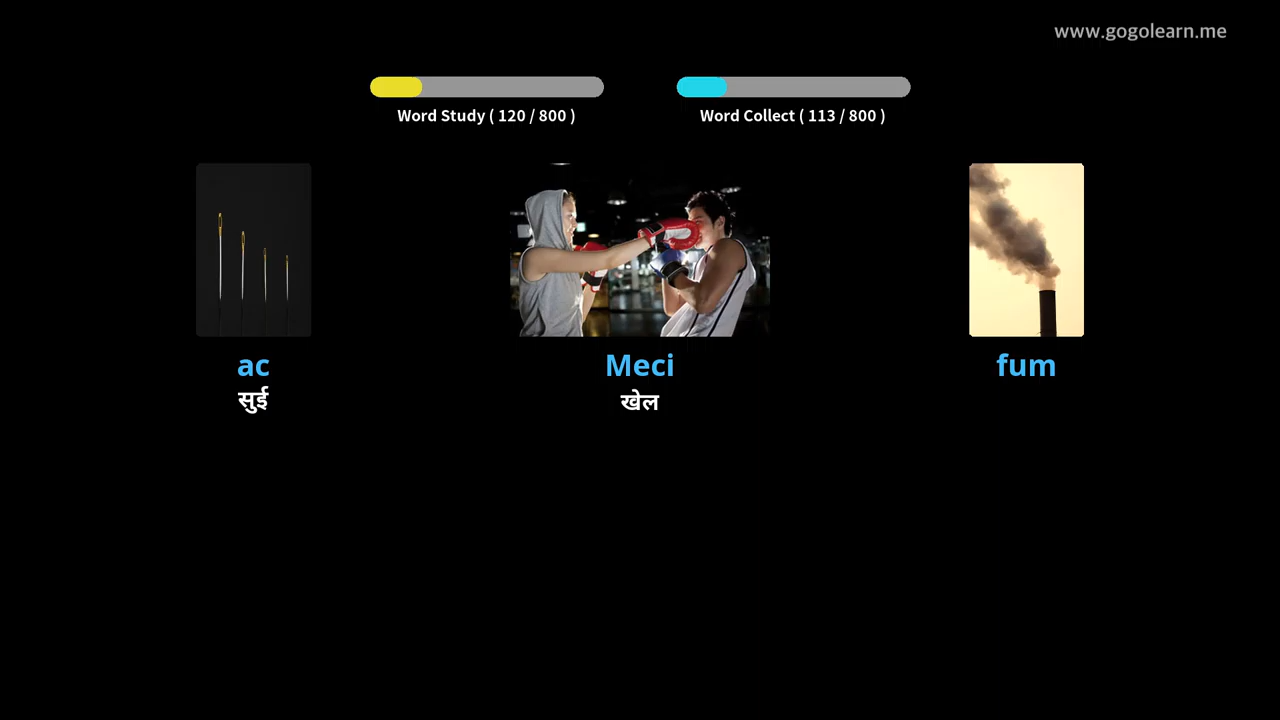 www.gogolearn.me
Word Study ( 120 / 800 )
Word Collect ( 113 / 800 )
ac
सुई
Meci
खेल
fum